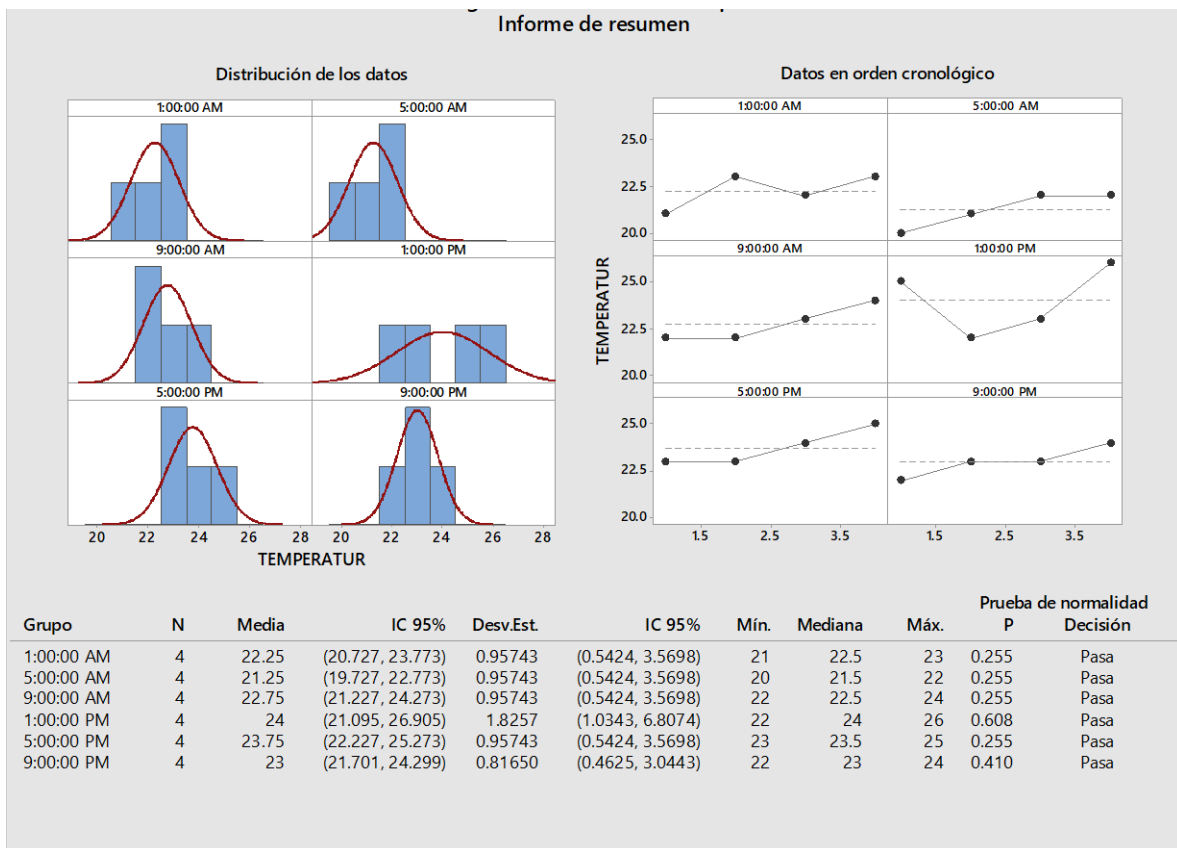 Informe de resumen
Distribución de los datos
1:00:00 AM 5:00:00 AM
9:00:00 AM 1:00:00 PM
5:00:00 PM 9:00:00 PM
20 22 24 26 28 20 22 24 26 28
TEMPERATUR
Datos en orden cronológico
1:00:00 AM 5:00:00 AM
25.0
22.5
20.0
9:00:00 AM 1:00:00 PM
25.0
22.5
20.0
5:00:00 PM 9:00:00 PM
25.0
22.5
20.0
TEMPERATUR
1.5 2.5 3.5 1.5 2.5 3.5
Prueba de normalidad
Grupo N Media IC 95% Desv.Est. IC 95% Mín. Mediana Máx. P Decisión
1:00:00 AM 4 22.25 (20.727, 23.773) 0.95743 (0.5424, 3.5698) 21 22.5 23 0.255 Pasa
5:00:00 AM 4 21.25 (19.727, 22.773) 0.95743 (0.5424, 3.5698) 20 21.5 22 0.255 Pasa
9:00:00 AM 4 22.75 (21.227, 24.273) 0.95743 (0.5424, 3.5698) 22 22.5 24 0.255 Pasa
1:00:00 PM 4 24 (21.095, 26.905) 1.8257 (1.0343, 6.8074) 22 24 26 0.608 Pasa
5:00:00 PM 4 23.75 (22.227, 25.273) 0.95743 (0.5424, 3.5698) 23 23.5 25 0.255 Pasa
9:00:00 PM 4 23 (21.701, 24.299) 0.81650 (0.4625, 3.0443) 22 23 24 0.410 Pasa